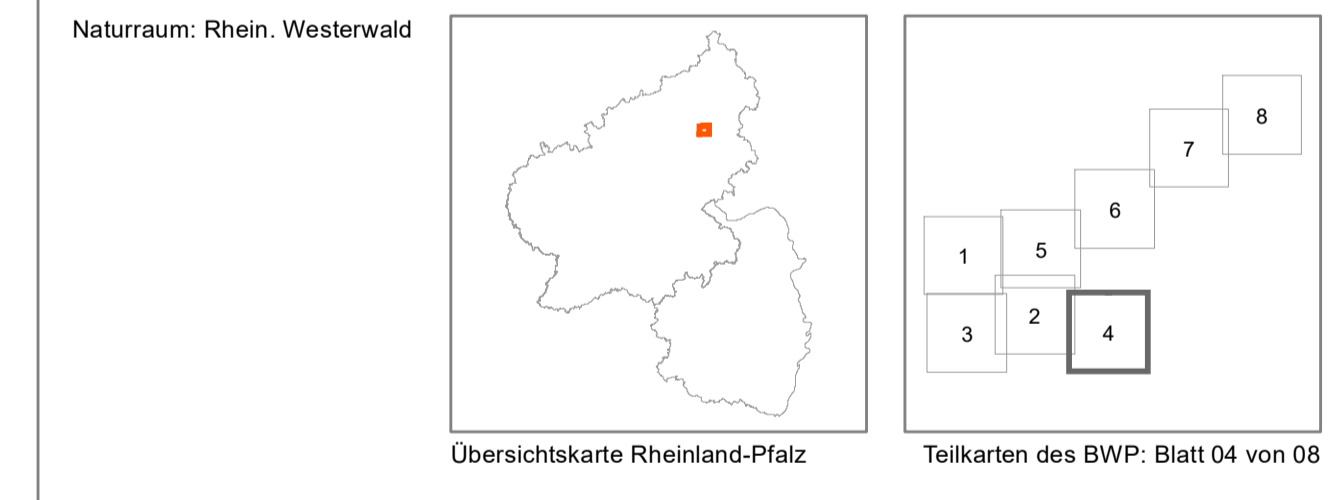 Naturraum: Rhein. Westerwald
8
7
6
5
1
2
3
4
Übersichtskarte Rheinland-Pfalz
Teilkarten des BWP: Blatt 04 von 08